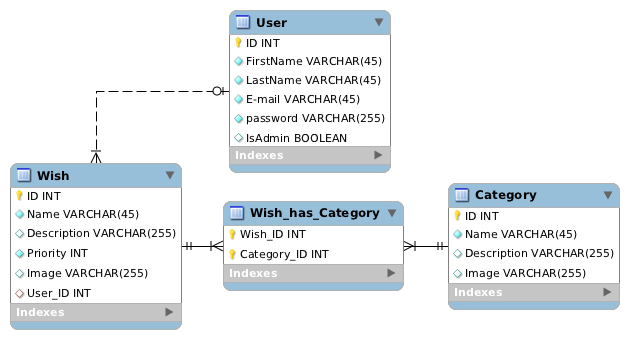 User
ID INT
FirstName VARCHAR(45)
LastName VARCHAR(45)
E-mail VARCHAR(45)
password VARCHAR(255)
IsAdmin BOOLEAN
Indexes
Wish
ID INT
Name VARCHAR(45)
Description VARCHAR(255)
Priority INT
Image VARCHAR(255)
User_ID INT
Indexes
Wish_has_Category
Wish_ID INT
Category_ID INT
Indexes
Category
ID INT
Name VARCHAR(45)
Description VARCHAR(255)
Image VARCHAR(255)
Indexes